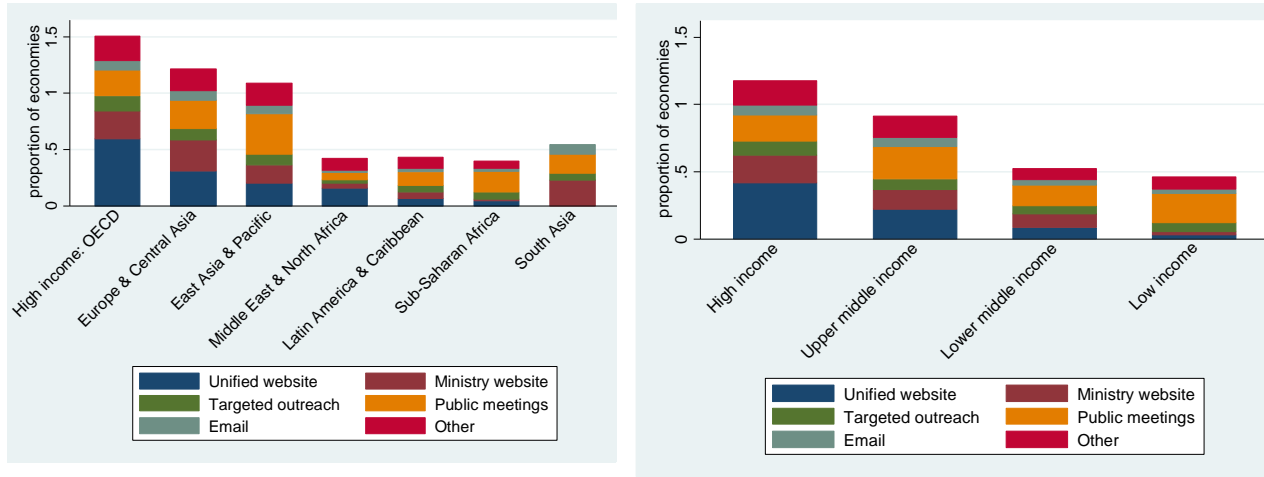 proportion of economies
0
.5
1
1.5
High income: OECD
Europe & Central Asia
East Asia & Pacific
Middle East & North Africa
Latin America & Caribbean
Sub-Saharan Africa
South Asia
Unified website
Ministry website
Targeted outreach
Public meetings
Email
Other
proportion of economies
0
.5
1
1.5
High income
Upper middle income
Lower middle income
Low income
Unified website
Ministry website
Targeted outreach
Public meetings
Email
Other